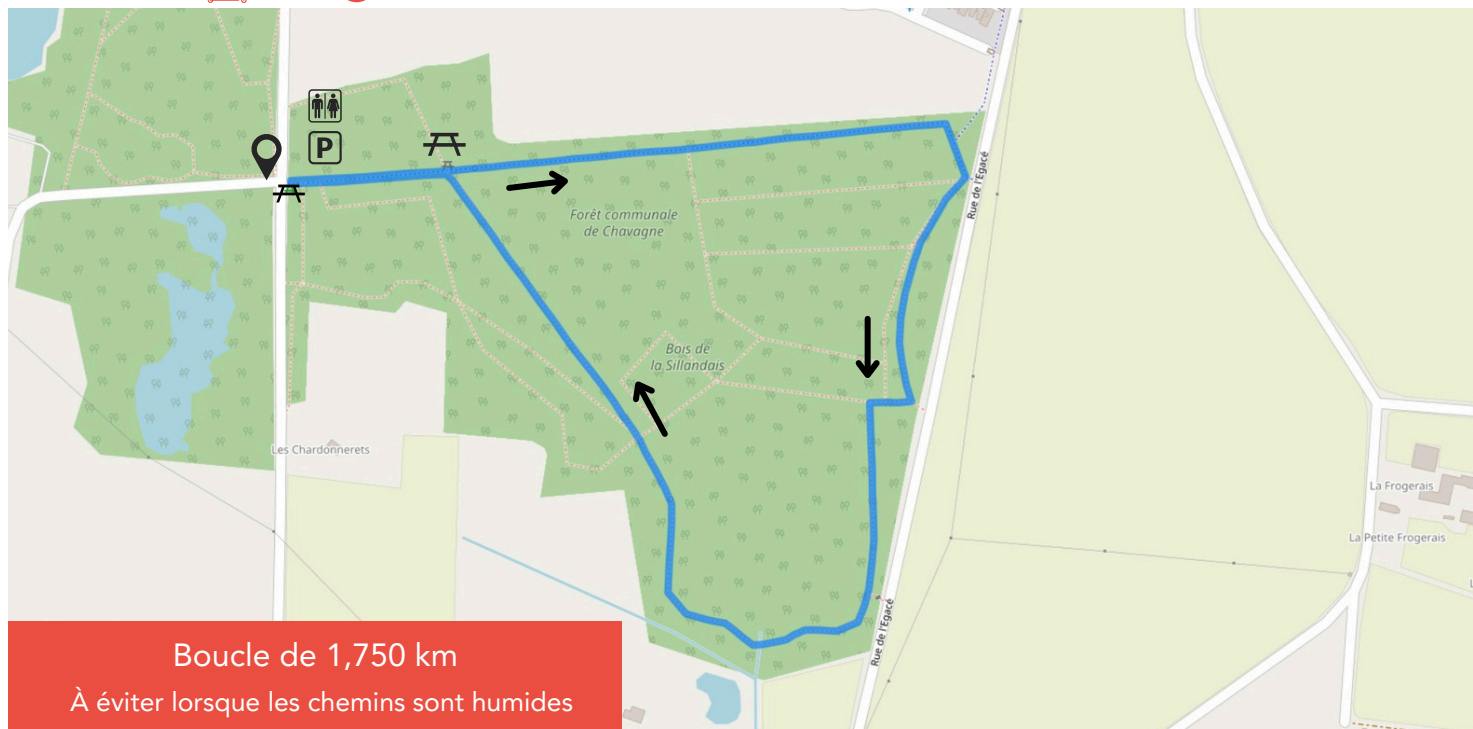 P
Rue de l'Egacé
Forêt communale
de Chavagne
Bois de
la Sillandais
Les Chardonnerets
La Frogerais
La Petite Frogerais
Rue de l'Egacé
Boucle de 1,750 km
À éviter lorsque les chemins sont humides